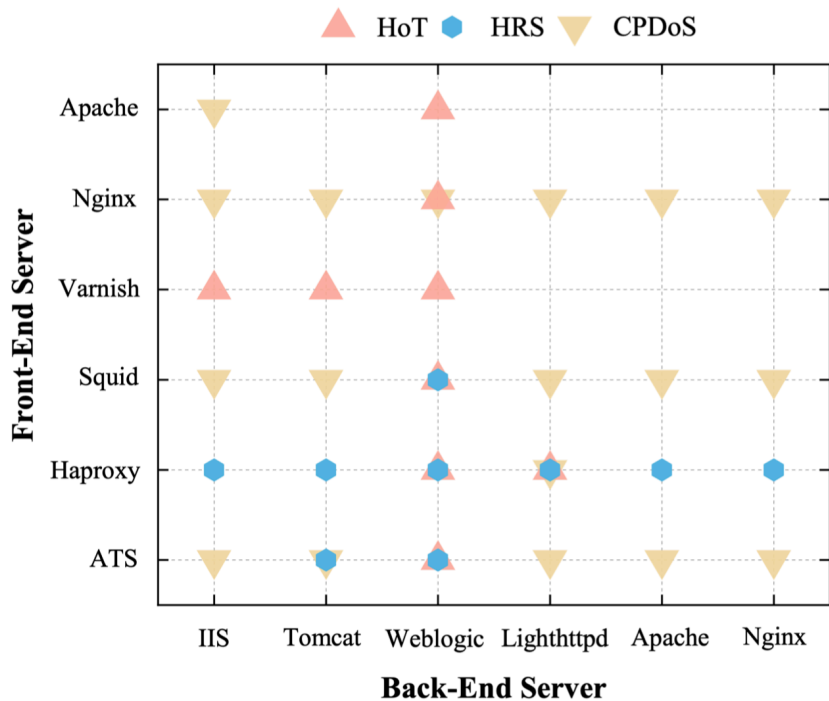 HoT HRS CPDoS
Apache
Nginx
Varnish
Squid
Haproxy
ATS
Front-End Server
IIS Tomcat Weblogic Lighthttpd Apache Nginx
Back-End Server